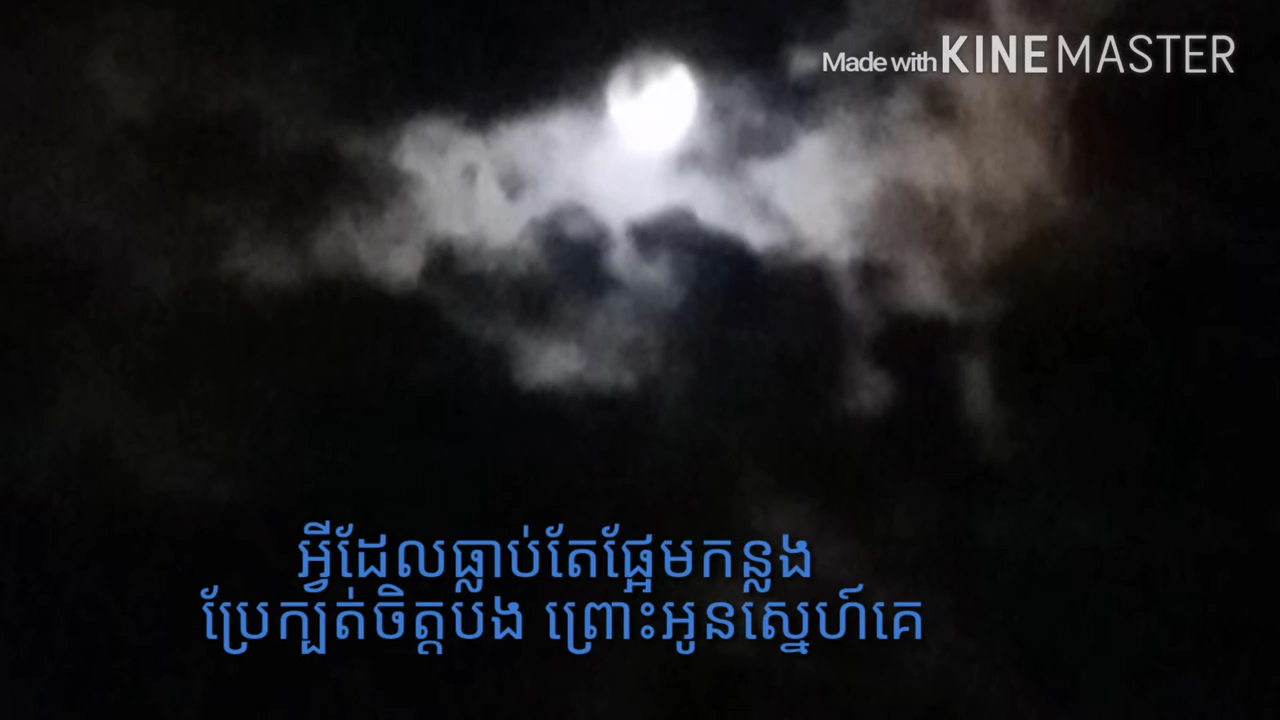 Made with KINEMASTER
អ្វីដែលធ្លាប់តែផ្អែមកន្លង
ប្រែក្បត់ចិត្តបង ព្រោះអូនស្នេហ៍គេ